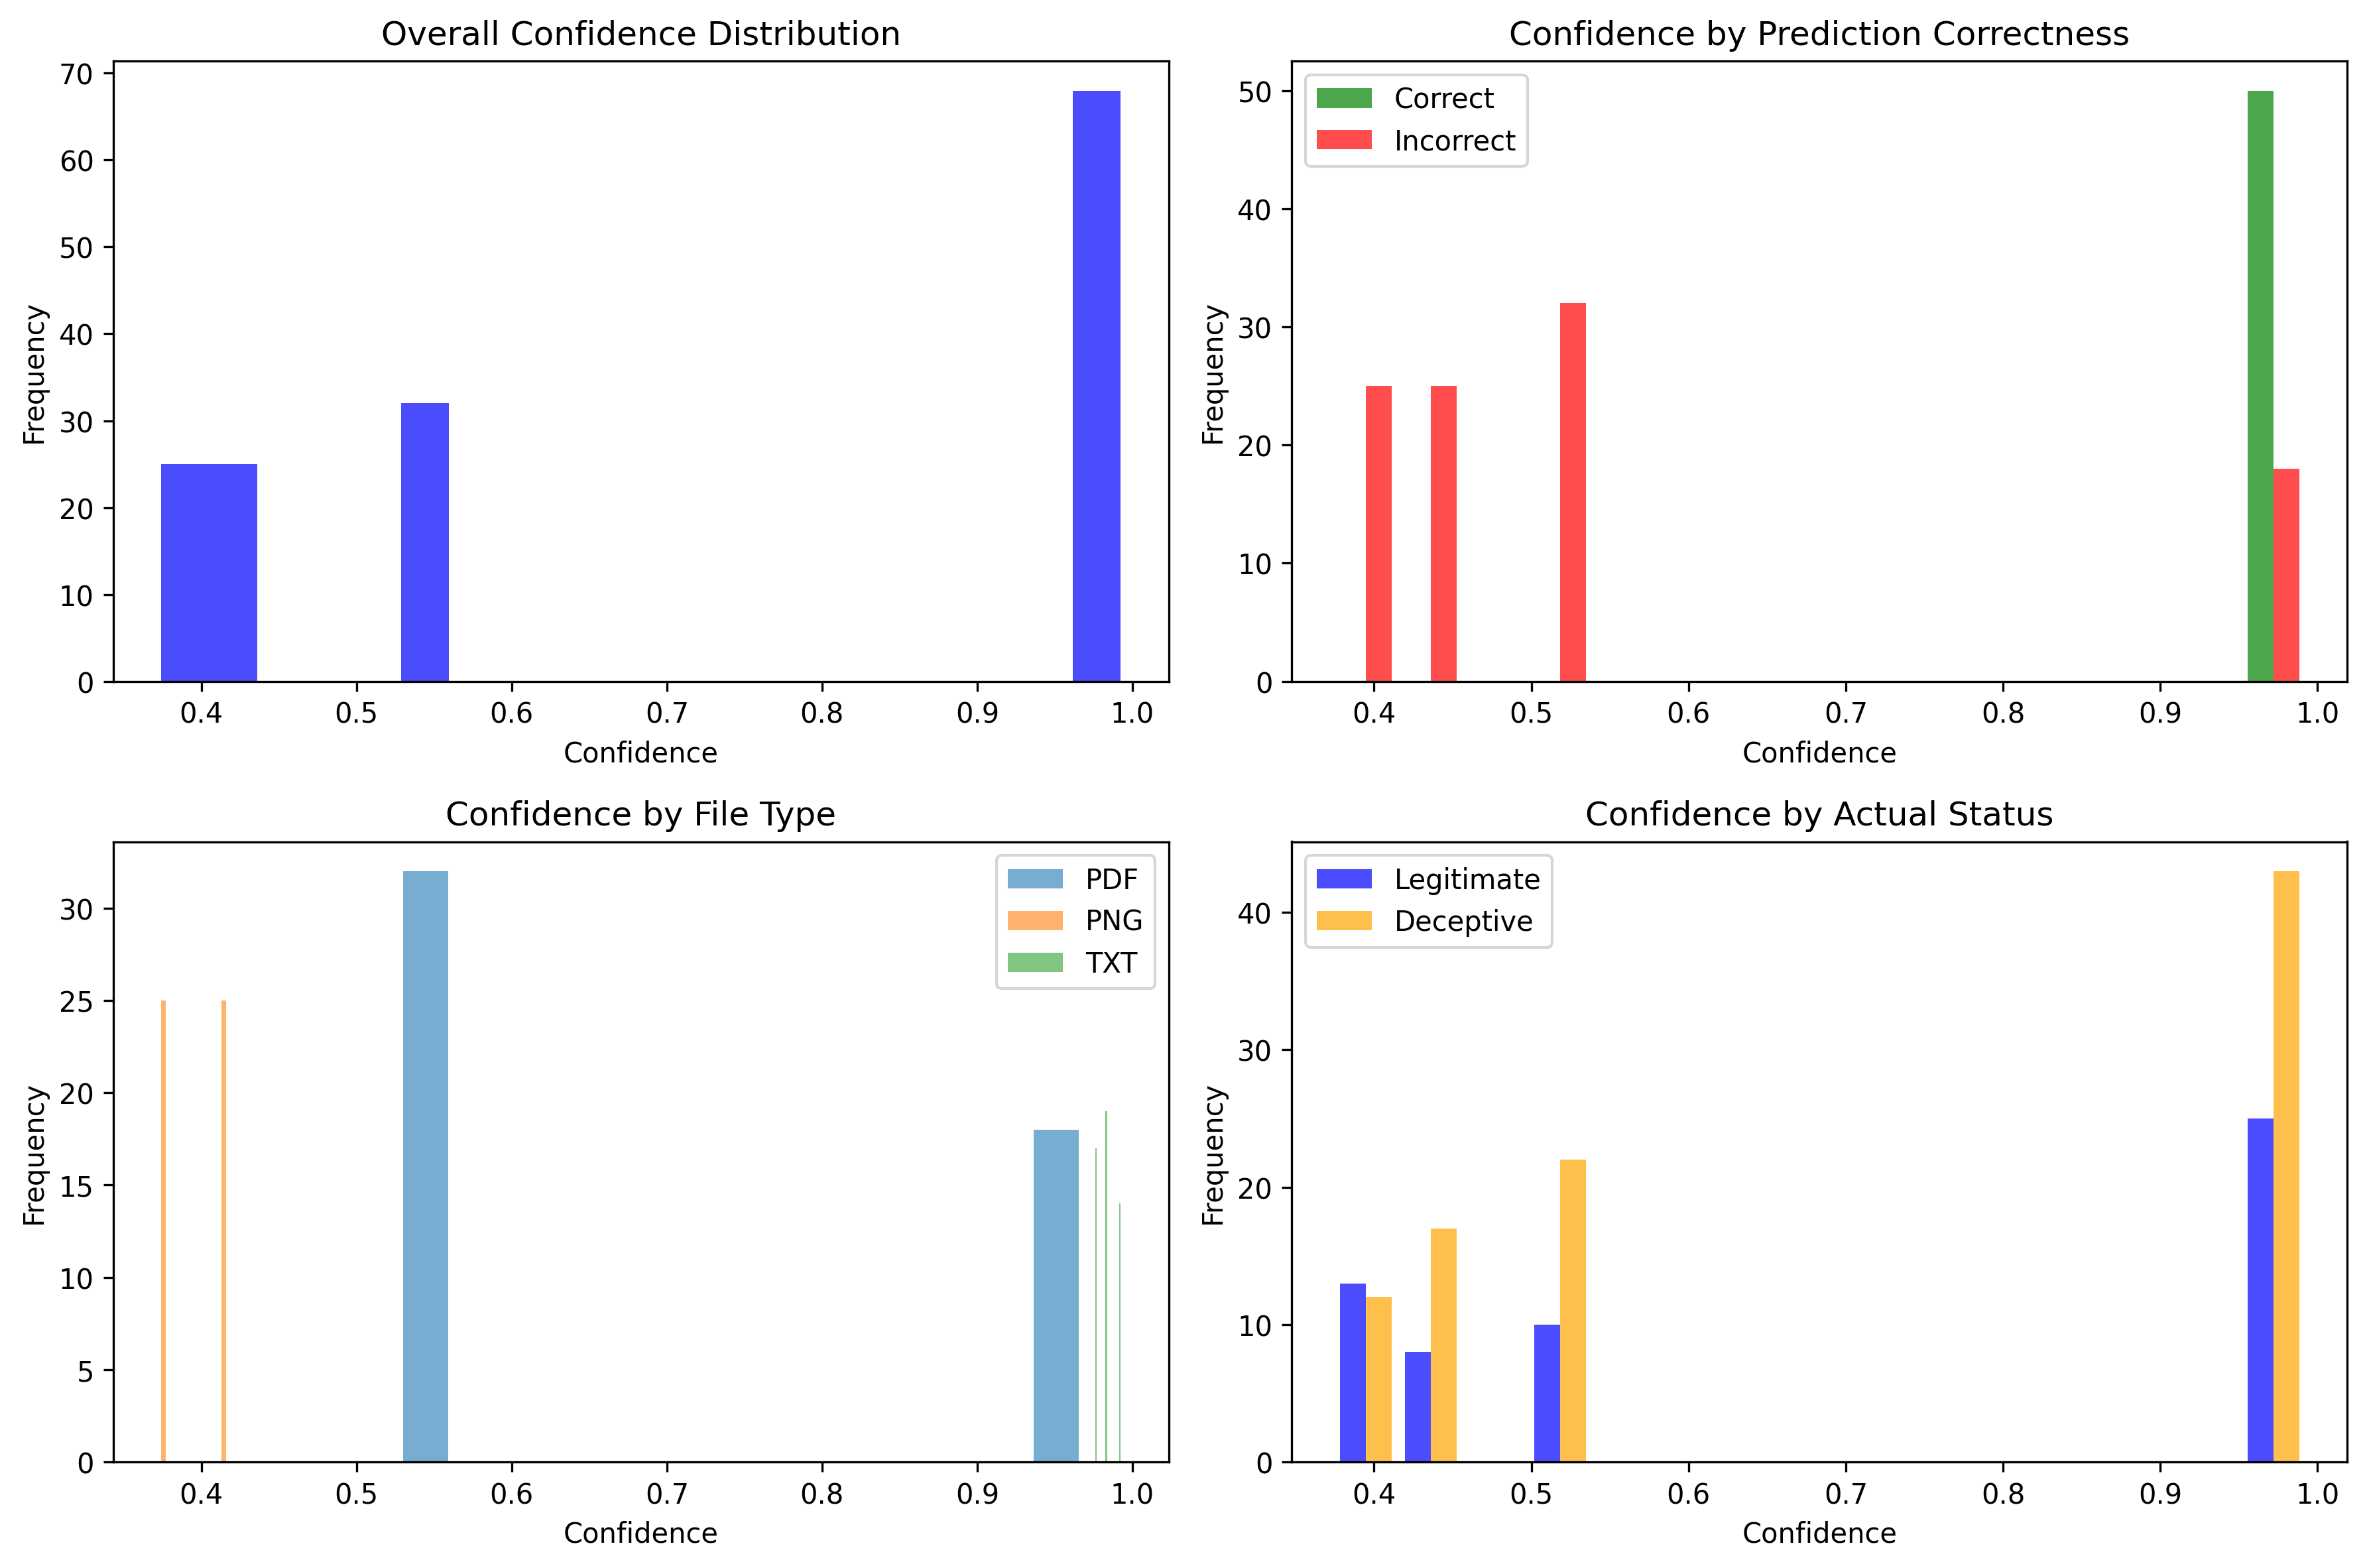 Overall Confidence Distribution
70
60
50
40
30
20
10
0
Frequency
0.4 0.5 0.6 0.7 0.8 0.9 1.0
Confidence
Confidence by Prediction Correctness
Correct
Incorrect
50
40
30
20
10
0
Frequency
0.4 0.5 0.6 0.7 0.8 0.9 1.0
Confidence
Confidence by File Type
PDF
PNG
TXT
30
25
20
15
10
5
0
Frequency
0.4 0.5 0.6 0.7 0.8 0.9 1.0
Confidence
Confidence by Actual Status
Legitimate
Deceptive
40
30
20
10
0
Frequency
0.4 0.5 0.6 0.7 0.8 0.9 1.0
Confidence